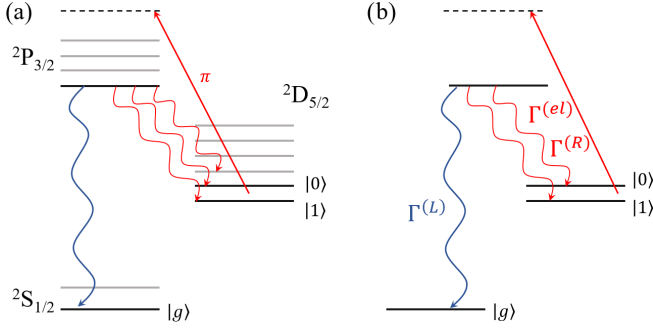 (a)
²P₃/₂
π
²D₅/₂
|0⟩
|1⟩
²S₁/₂
|g⟩
(b)
Γ⁽ᵉˡ⁾
Γ⁽ᴿ⁾
|0⟩
|1⟩
Γ⁽ᴸ⁾
|g⟩